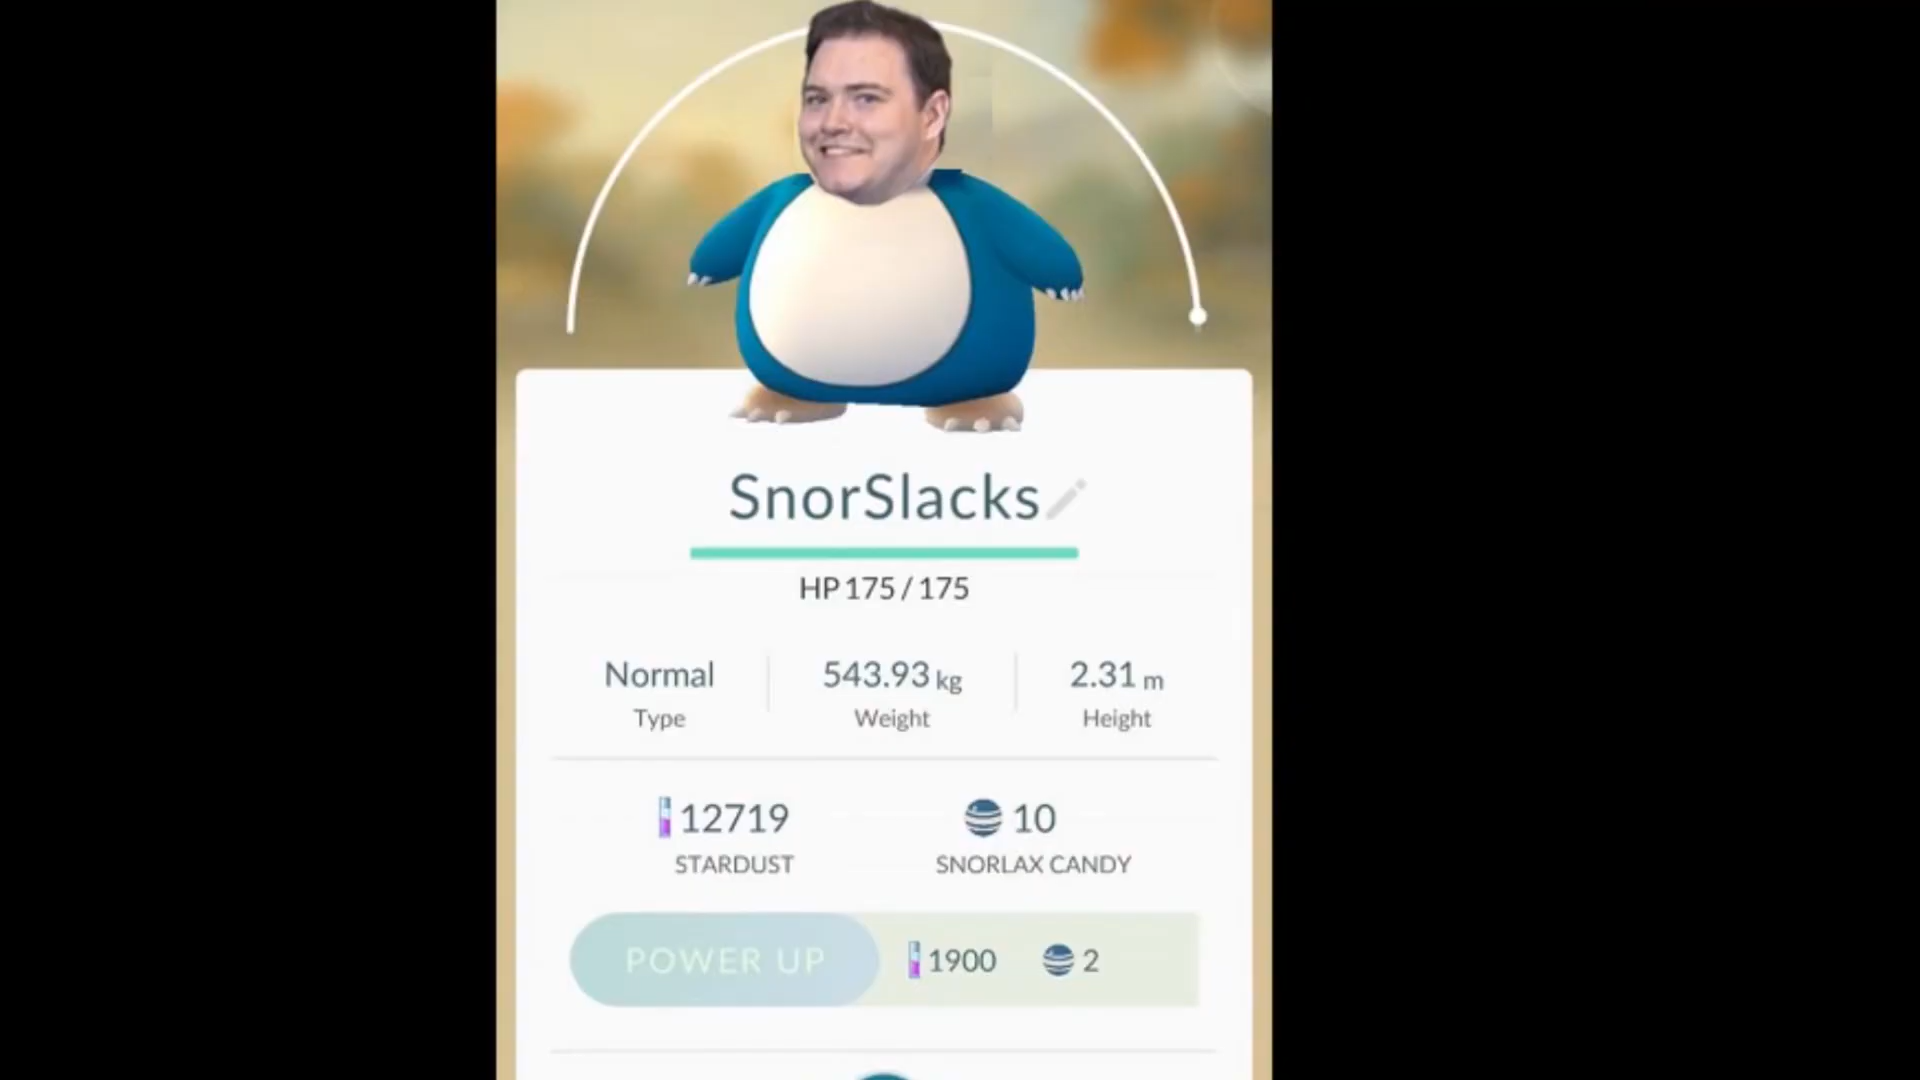 SnorSlacks
HP 175 / 175
Normal 543.93 kg 2.31 m
Type Weight Height
12719 10
STARDUST SNORLAX CANDY
POWER UP 1900 2